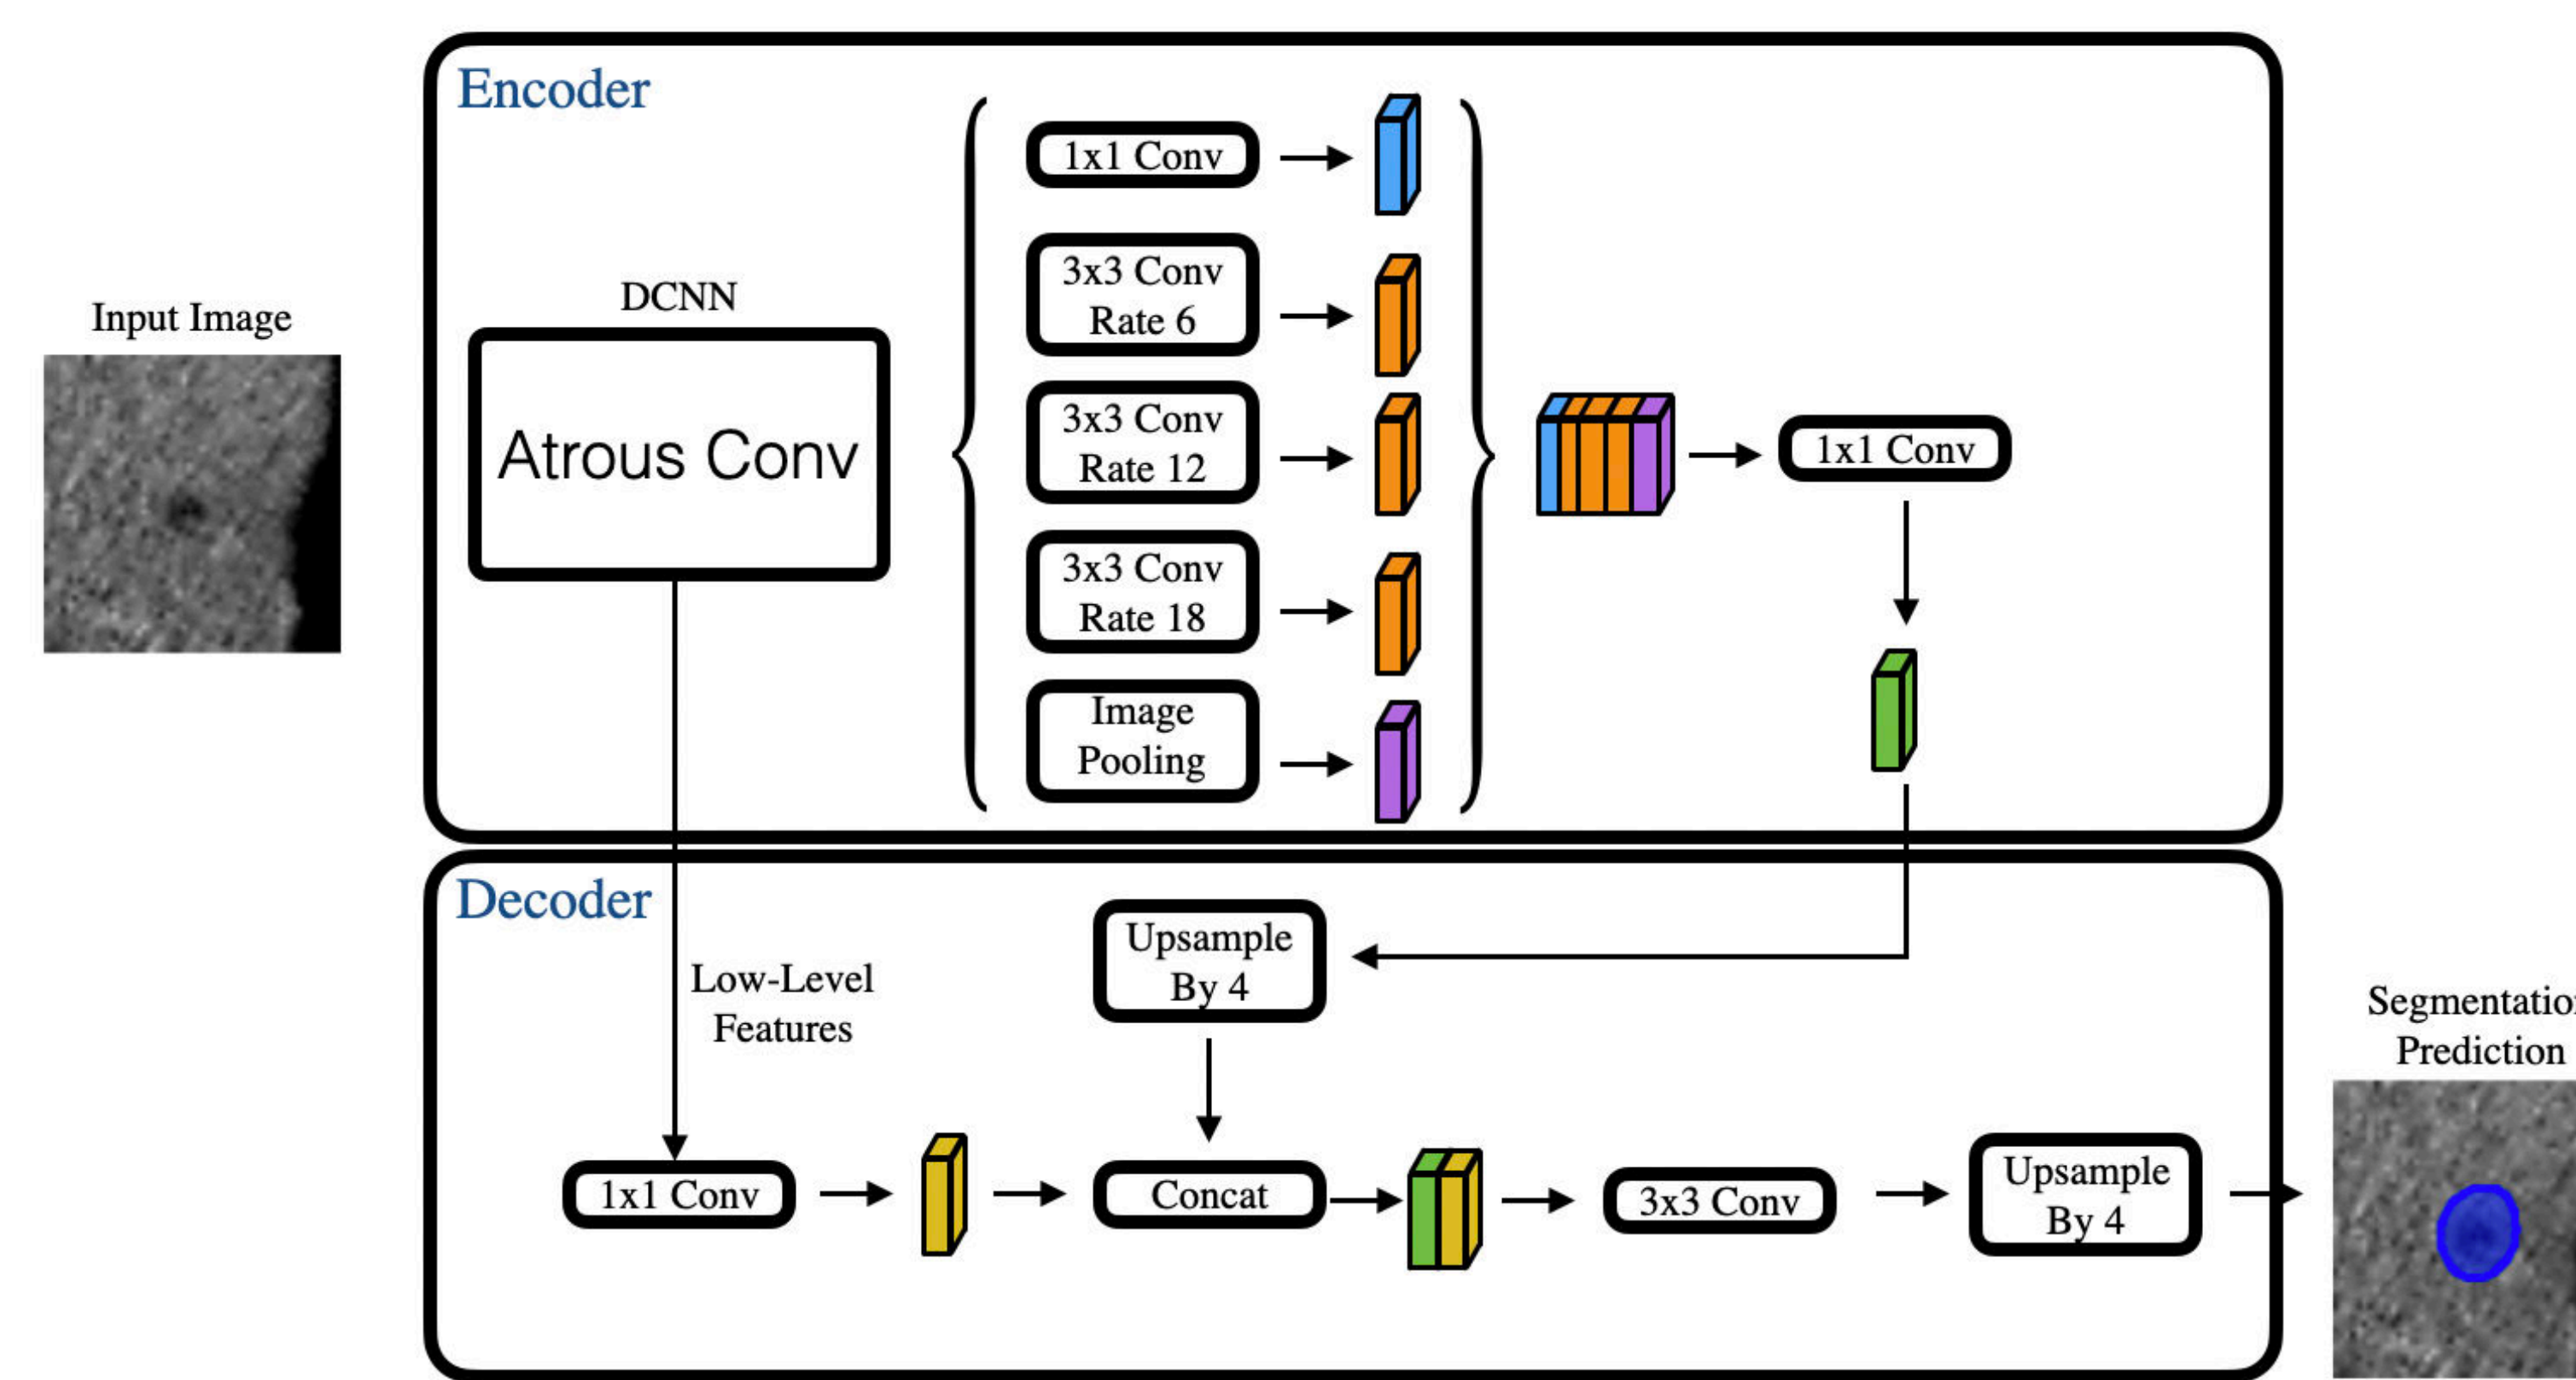 Encoder
Input Image
DCNN
Atrous Conv
1x1 Conv
3x3 Conv
Rate 6
3x3 Conv
Rate 12
3x3 Conv
Rate 18
Image
Pooling
1x1 Conv
Decoder
Low-Level
Features
Upsample
By 4
1x1 Conv
Concat
3x3 Conv
Upsample
By 4
Segmentatio
Prediction